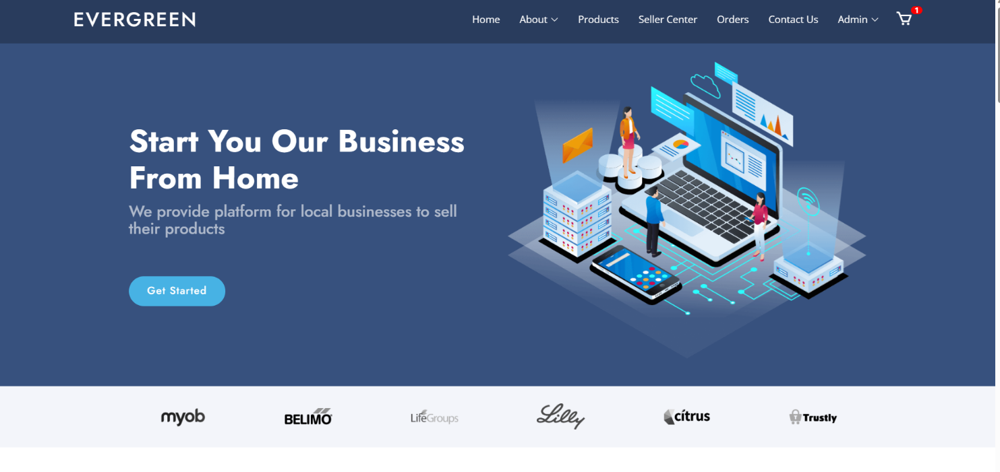 EVERGREEN
Home About Products Seller Center Orders Contact Us Admin 1
Start You Our Business
From Home
We provide platform for local businesses to sell
their products
Get Started
myob BELIMO LifeGroups Lilly cítrus Trustly